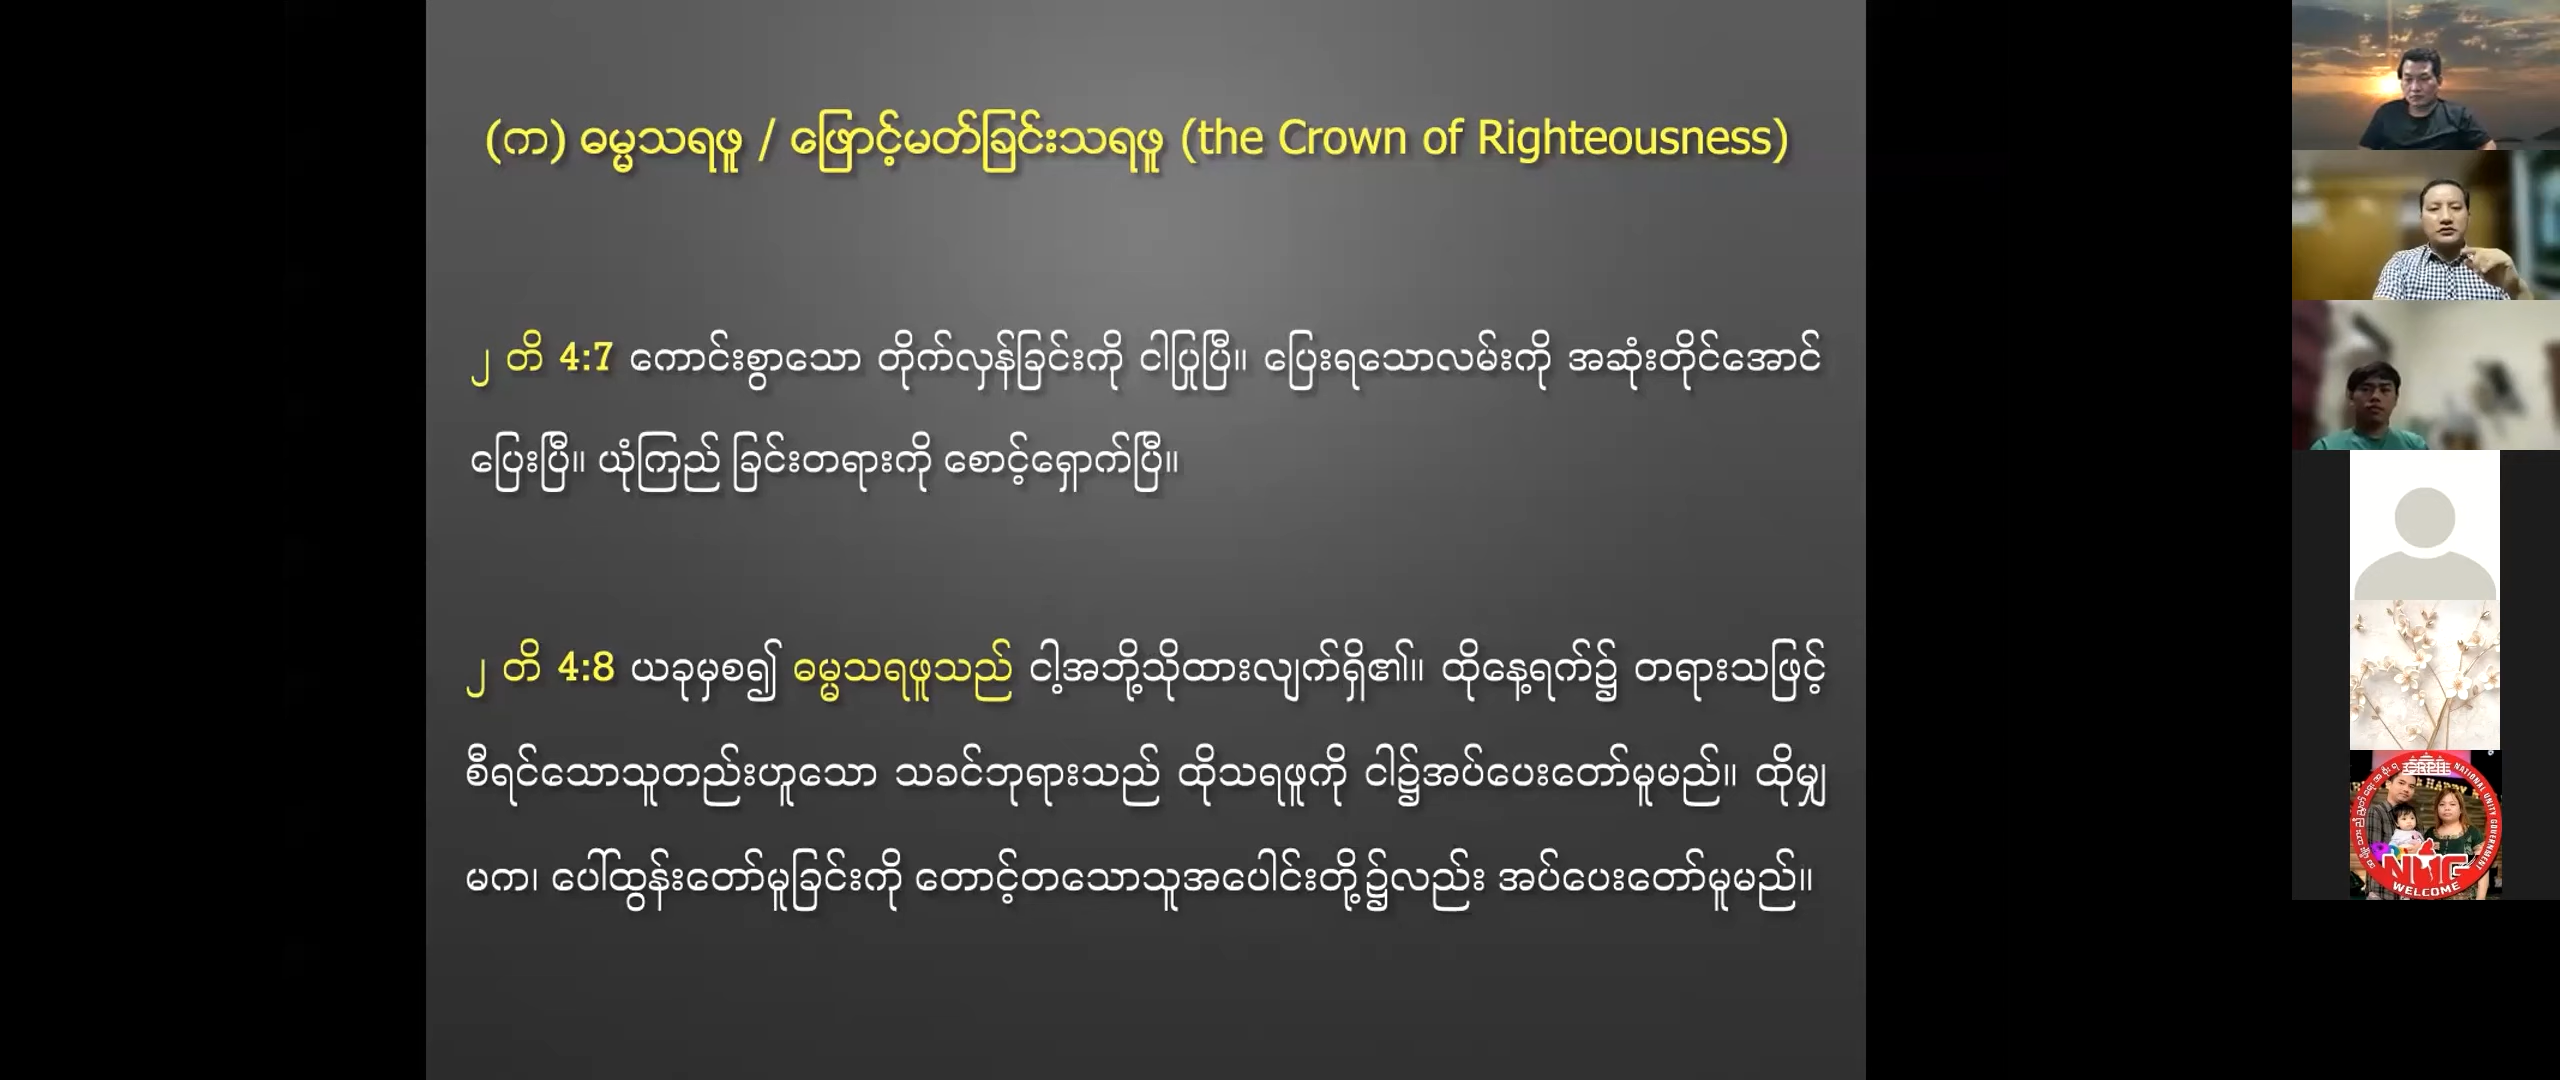 (က) ဓမ္မသရဖူ / ဖြောင့်မတ်ခြင်းသရဖူ (the Crown of Righteousness)
၂ တိ 4:7 ကောင်းစွာသော တိုက်လှန်ခြင်းကို ငါပြုပြီ။ ပြေးရသောလမ်းကို အဆုံးတိုင်အောင်
ပြေးပြီ။ ယုံကြည် ခြင်းတရားကို စောင့်ရှောက်ပြီ။
၂ တိ 4:8 ယခုမှစ၍ ဓမ္မသရဖူသည် ငါ့အဘို့သိုထားလျက်ရှိ၏။ ထိုနေ့ရက်၌ တရားသဖြင့်
စီရင်သောသူတည်းဟူသော သခင်ဘုရားသည် ထိုသရဖူကို ငါ၌အပ်ပေးတော်မူမည်။ ထိုမျှ
မက၊ ပေါ်ထွန်းတော်မူခြင်းကို တောင့်တသောသူအပေါင်းတို့၌လည်း အပ်ပေးတော်မူမည်။
CRPH
NATIONAL UNITY GOVERNMENT
NUG
WELCOME